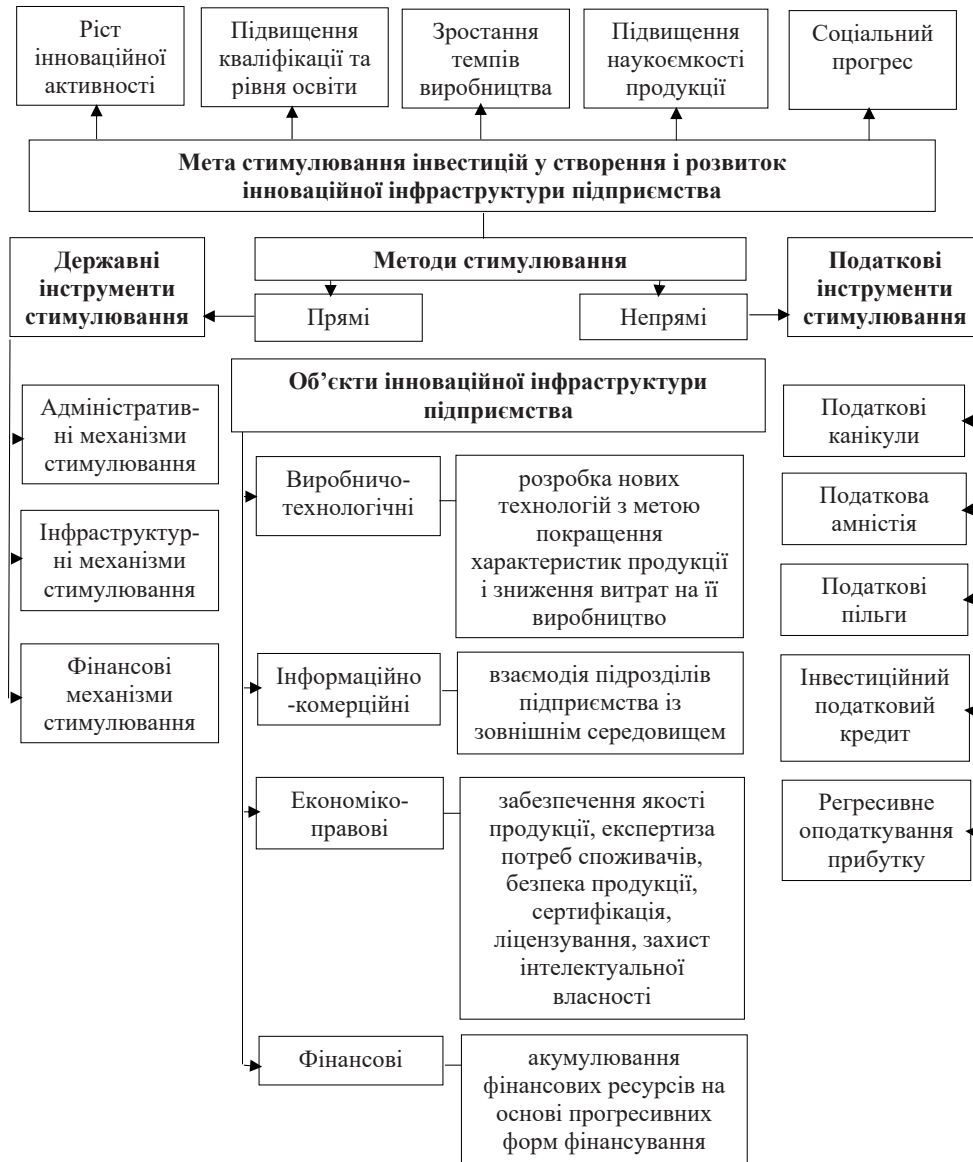 Ріст
інноваційної
активності
Підвищення
кваліфікації та
рівня освіти
Зростання
темпів
виробництва
Підвищення
наукоємкості
продукції
Соціальний
прогрес
Мета стимулювання інвестицій у створення і розвиток
інноваційної інфраструктури підприємства
Державні
інструменти
стимулювання
Методи стимулювання
Прямі
Непрямі
Податкові
інструменти
стимулювання
Адміністратив-
ні механізми
стимулювання
Інфраструктур-
ні механізми
стимулювання
Фінансові
механізми
стимулювання
Об’єкти інноваційної інфраструктури
підприємства
Виробничо-
технологічні
розробка нових
технологій з метою
покращення
характеристик продукції
і зниження витрат на її
виробництво
Інформаційно
-комерційні
взаємодія підрозділів
підприємства із
зовнішнім середовищем
Економіко-
правові
забезпечення якості
продукції, експертиза
потреб споживачів,
безпека продукції,
сертифікація,
ліцензування, захист
інтелектуальної
власності
Фінансові
акумулювання
фінансових ресурсів на
основі прогресивних
форм фінансування
Податкові
канікули
Податкова
амністія
Податкові
пільги
Інвестиційний
податковий
кредит
Регресивне
оподаткування
прибутку